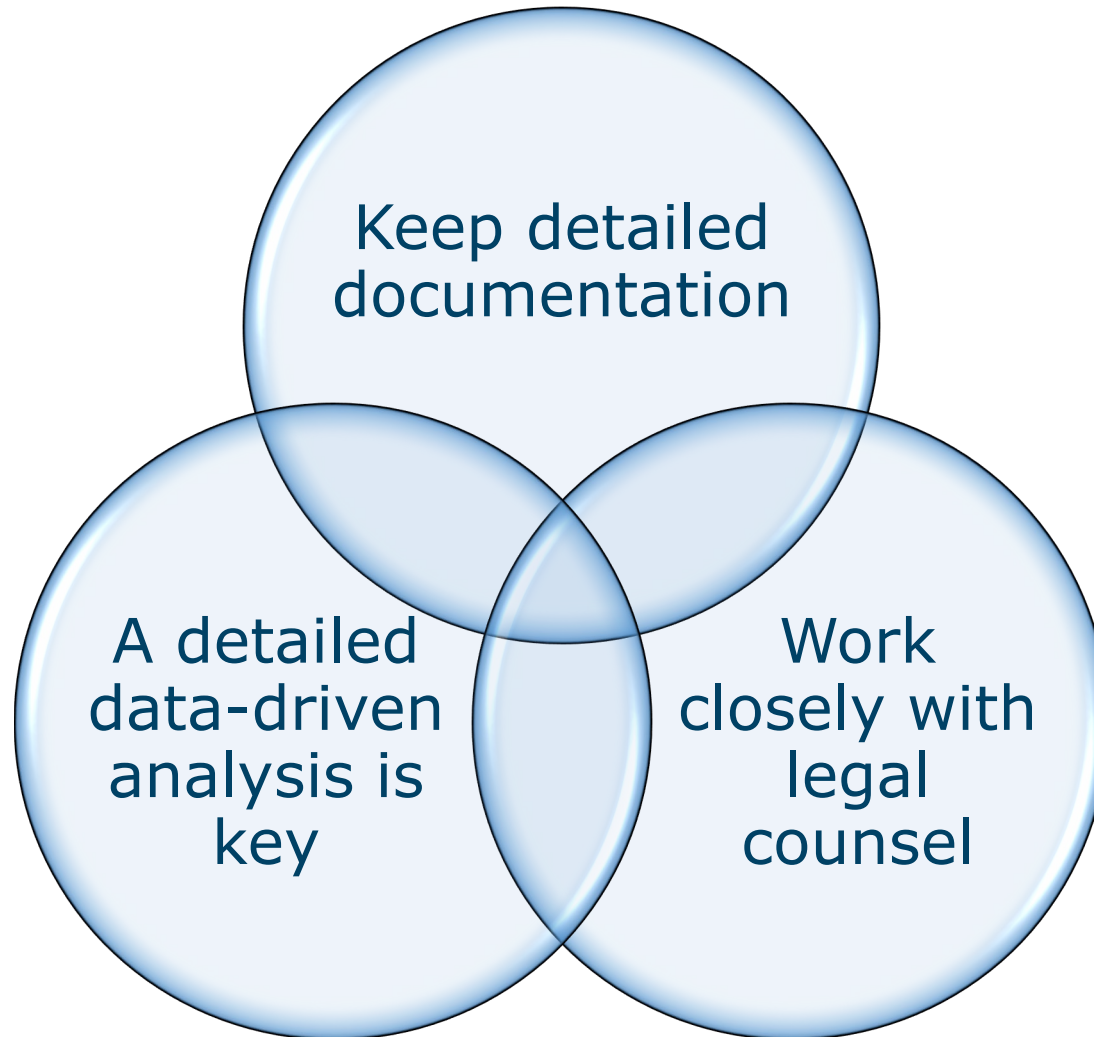 Keep detailed
documentation
A detailed
data-driven
analysis is
key
Work
closely with
legal
counsel